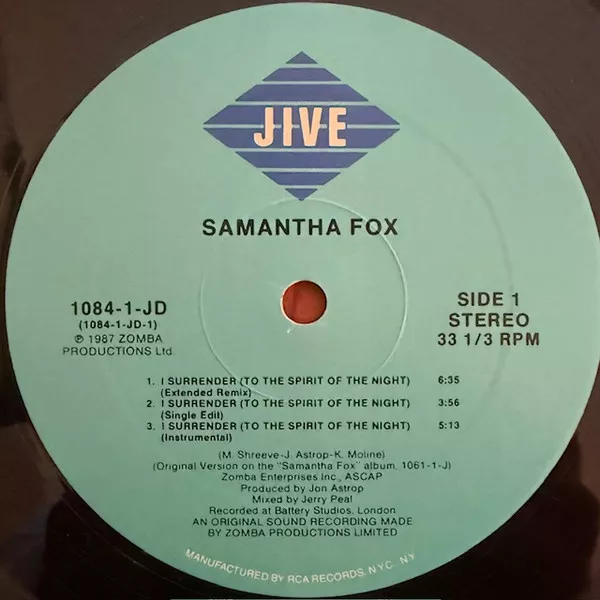 JIVE
SAMANTHA FOX
1084-1-JD
(1084-1-JD-1)
℗ 1987 ZOMBA
PRODUCTIONS Ltd.
SIDE 1
STEREO
33 1/3 RPM
1. I SURRENDER (TO THE SPIRIT OF THE NIGHT) 6:35
(Extended Remix)
2. I SURRENDER (TO THE SPIRIT OF THE NIGHT) 3:56
(Single Edit)
3. I SURRENDER (TO THE SPIRIT OF THE NIGHT) 5:13
(Instrumental)
(M. Shreeve-J. Astrop-K. Moline)
(Original Version on the "Samantha Fox" album, 1061-1-J)
Zomba Enterprises Inc., ASCAP
Produced by Jon Astrop
Mixed by Jerry Peal
Recorded at Battery Studios, London
AN ORIGINAL SOUND RECORDING MADE
BY ZOMBA PRODUCTIONS LIMITED
MANUFACTURED BY RCA RECORDS, N.Y.C., N.Y.